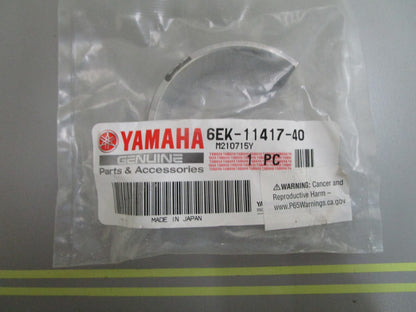 YAMAHA
GENUINE
Parts & Accessories
6EK-11417-40
M210715Y
1 PC
MADE IN JAPAN
WARNING: Cancer and
Reproductive Harm –
www.P65Warnings.ca.gov